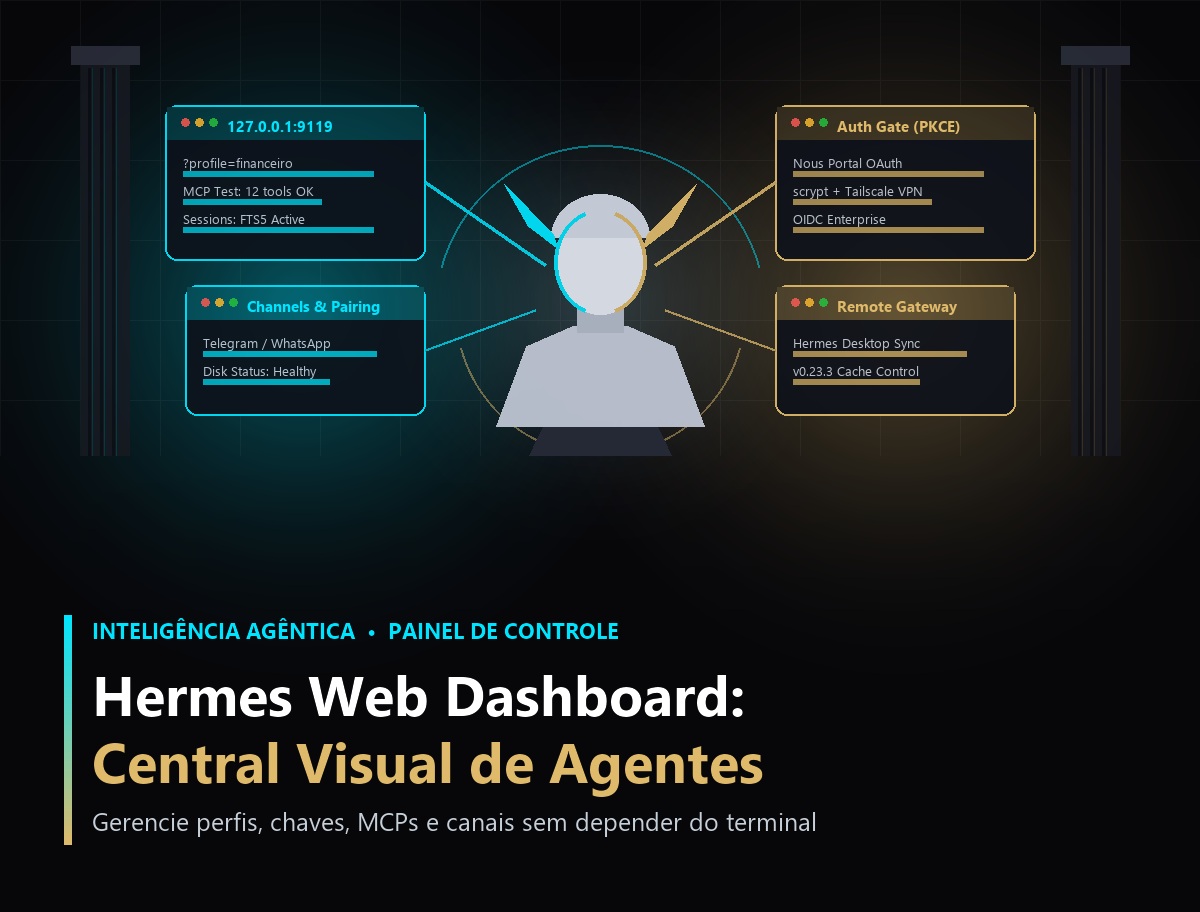 127.0.0.1:9119
?profile=financeiro
MCP Test: 12 tools OK
Sessions: FTS5 Active
Auth Gate (PKCE)
Nous Portal OAuth
scrypt + Tailscale VPN
OIDC Enterprise
Channels & Pairing
Telegram / WhatsApp
Disk Status: Healthy
Remote Gateway
Hermes Desktop Sync
v0.23.3 Cache Control
INTELIGÊNCIA AGÊNTICA • PAINEL DE CONTROLE
Hermes Web Dashboard:
Central Visual de Agentes
Gerencie perfis, chaves, MCPs e canais sem depender do terminal